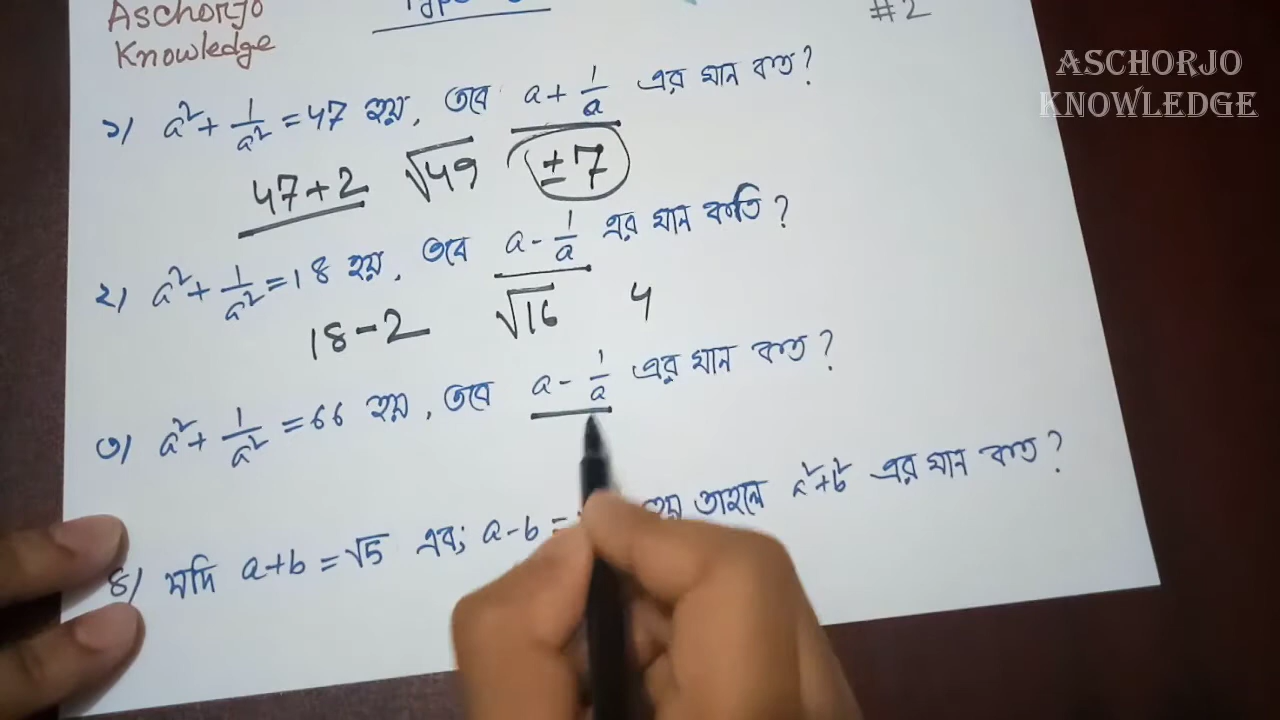 Aschorjo
Knowledge
#2
ASCHORJO
KNOWLEDGE
১) a² + 1/a² = 47 হয়, তবে a + 1/a এর মান কত?
47+2 √49 ±7
২) a² + 1/a² = 18 হয়, তবে a - 1/a এর মান কতি?
18-2 √16 4
৩) a² + 1/a² = 66 হয়, তবে a - 1/a এর মান কত?
৪) যদি a+b = √5 এবং a-b = তাহলে a²+b² এর মান কত?